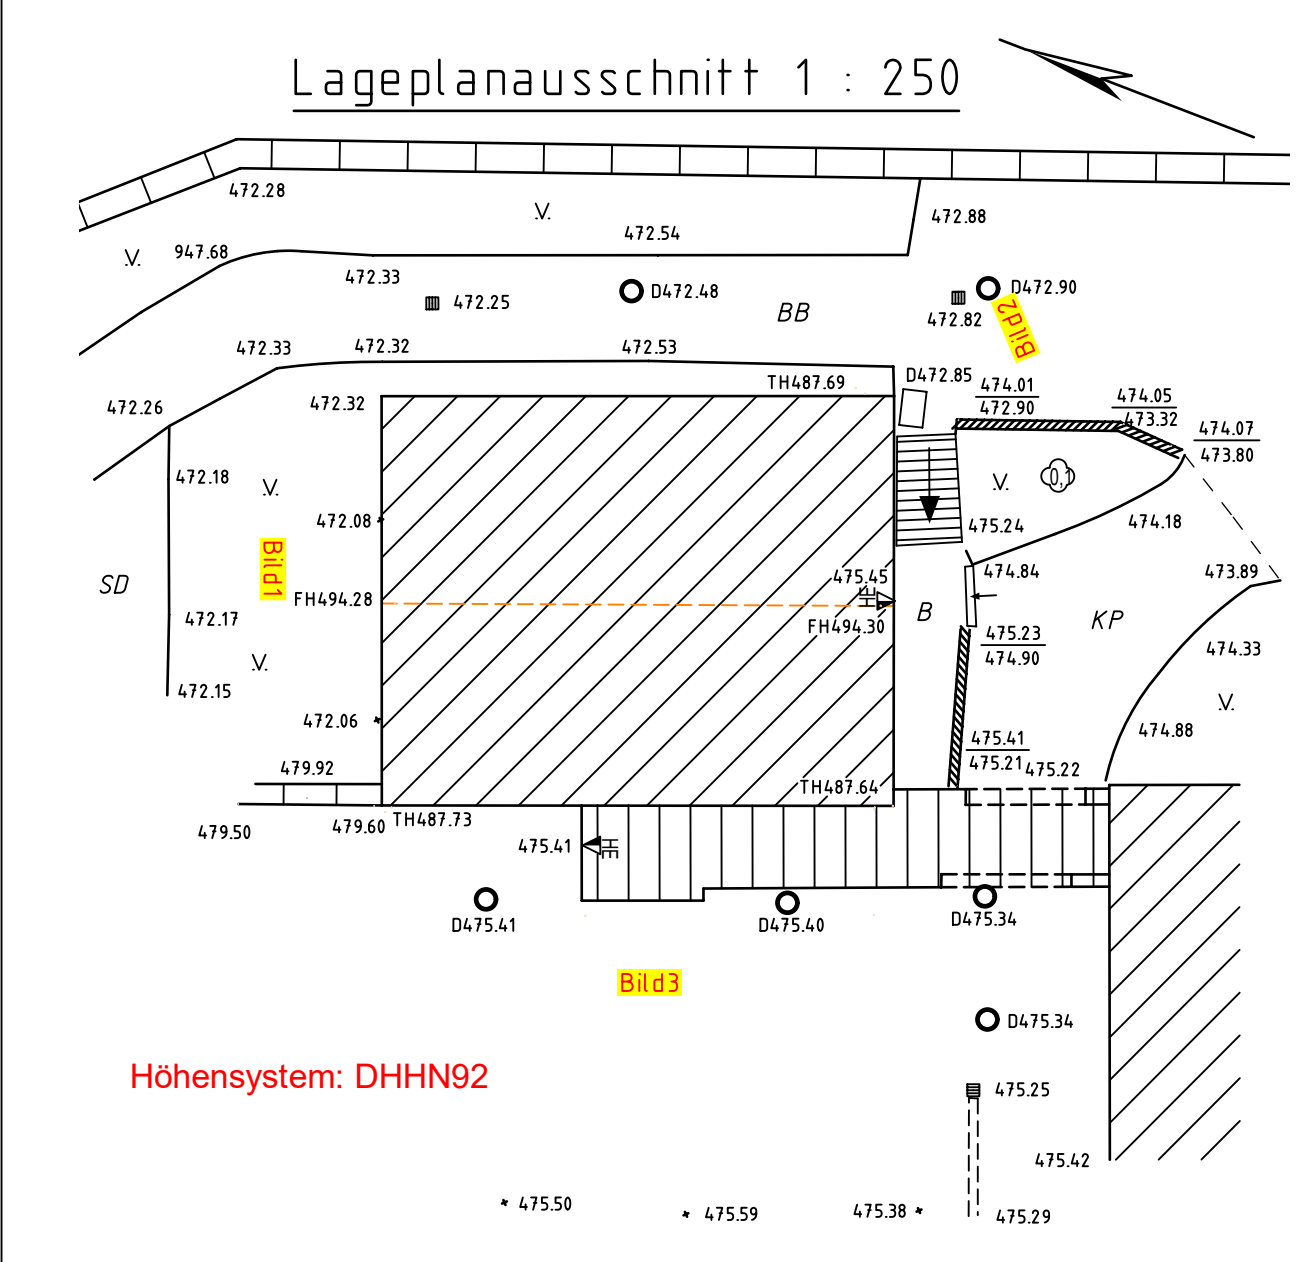 Lageplanausschnitt 1 : 250
472.28
V.
472.54
472.88
V.
947.68
472.33
472.25
D472.48
BB
D472.90
472.82
Bild2
472.33
472.32
472.53
TH487.69
D472.85
474.01
472.90
474.05
473.32
474.07
473.80
472.26
472.32
472.18
V.
472.08
V.
0,1
475.24
474.18
SD
Bild1
FH494.28
475.45
HE
FH494.30
474.84
473.89
B
KP
472.17
475.23
474.90
474.33
V.
472.15
472.06
V.
474.88
475.41
475.21
475.22
479.92
TH487.64
479.50
479.60
TH487.73
475.41
HE
D475.41
D475.40
D475.34
Bild3
D475.34
Höhensystem: DHHN92
475.25
475.42
475.50
475.59
475.38
475.29